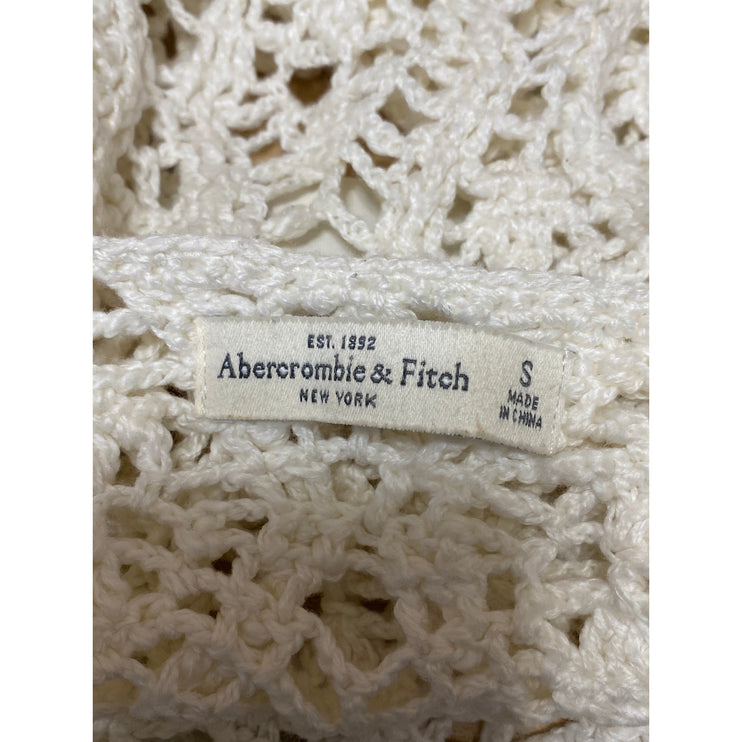 EST. 1892
Abercrombie & Fitch
NEW YORK
S
MADE
IN CHINA